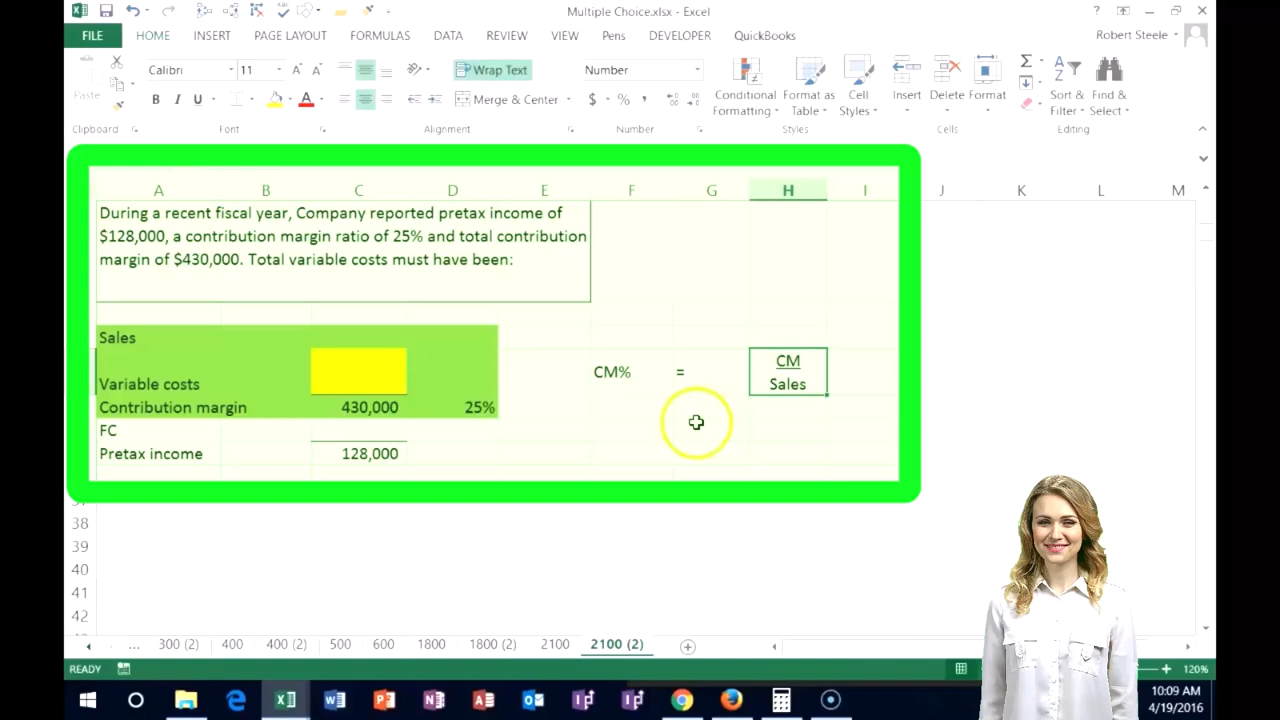 Multiple Choice.xlsx - Excel
?
FILE HOME INSERT PAGE LAYOUT FORMULAS DATA REVIEW VIEW Pens DEVELOPER QuickBooks Robert Steele
Calibri 11 A A Wrap Text Number
Paste B I U A Merge & Center $ % , Conditional Formatting Format as Table Cell Styles Insert Delete Format Sort & Filter Find & Select
Clipboard Font Alignment Number Styles Cells Editing
A B C D E F G H I J K L M
During a recent fiscal year, Company reported pretax income of
$128,000, a contribution margin ratio of 25% and total contribution
margin of $430,000. Total variable costs must have been:
Sales
CM
CM% =
Variable costs Sales
Contribution margin 430,000 25%
FC
Pretax income 128,000
38
39
40
41
42
... 300 (2) 400 400 (2) 500 600 1800 1800 (2) 2100 2100 (2)
READY 120%
10:09 AM
4/19/2016